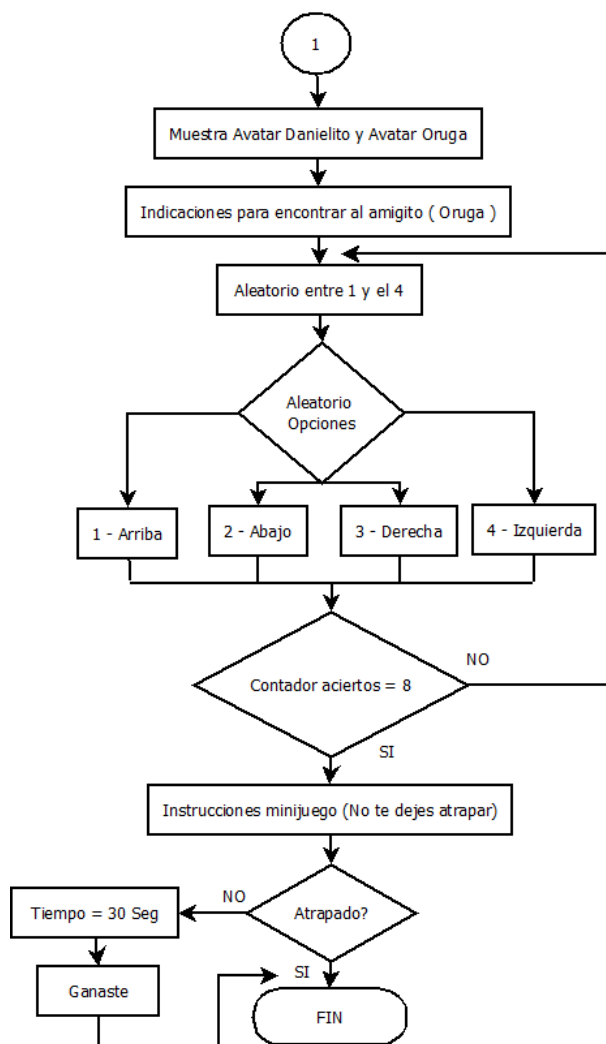 1
Muestra Avatar Danielito y Avatar Oruga
Indicaciones para encontrar al amigito ( Oruga )
Aleatorio entre 1 y el 4
Aleatorio
Opciones
1 - Arriba
2 - Abajo
3 - Derecha
4 - Izquierda
Contador aciertos = 8
NO
SI
Instrucciones minijuego (No te dejes atrapar)
Atrapado?
NO
Tiempo = 30 Seg
SI
Ganaste
FIN